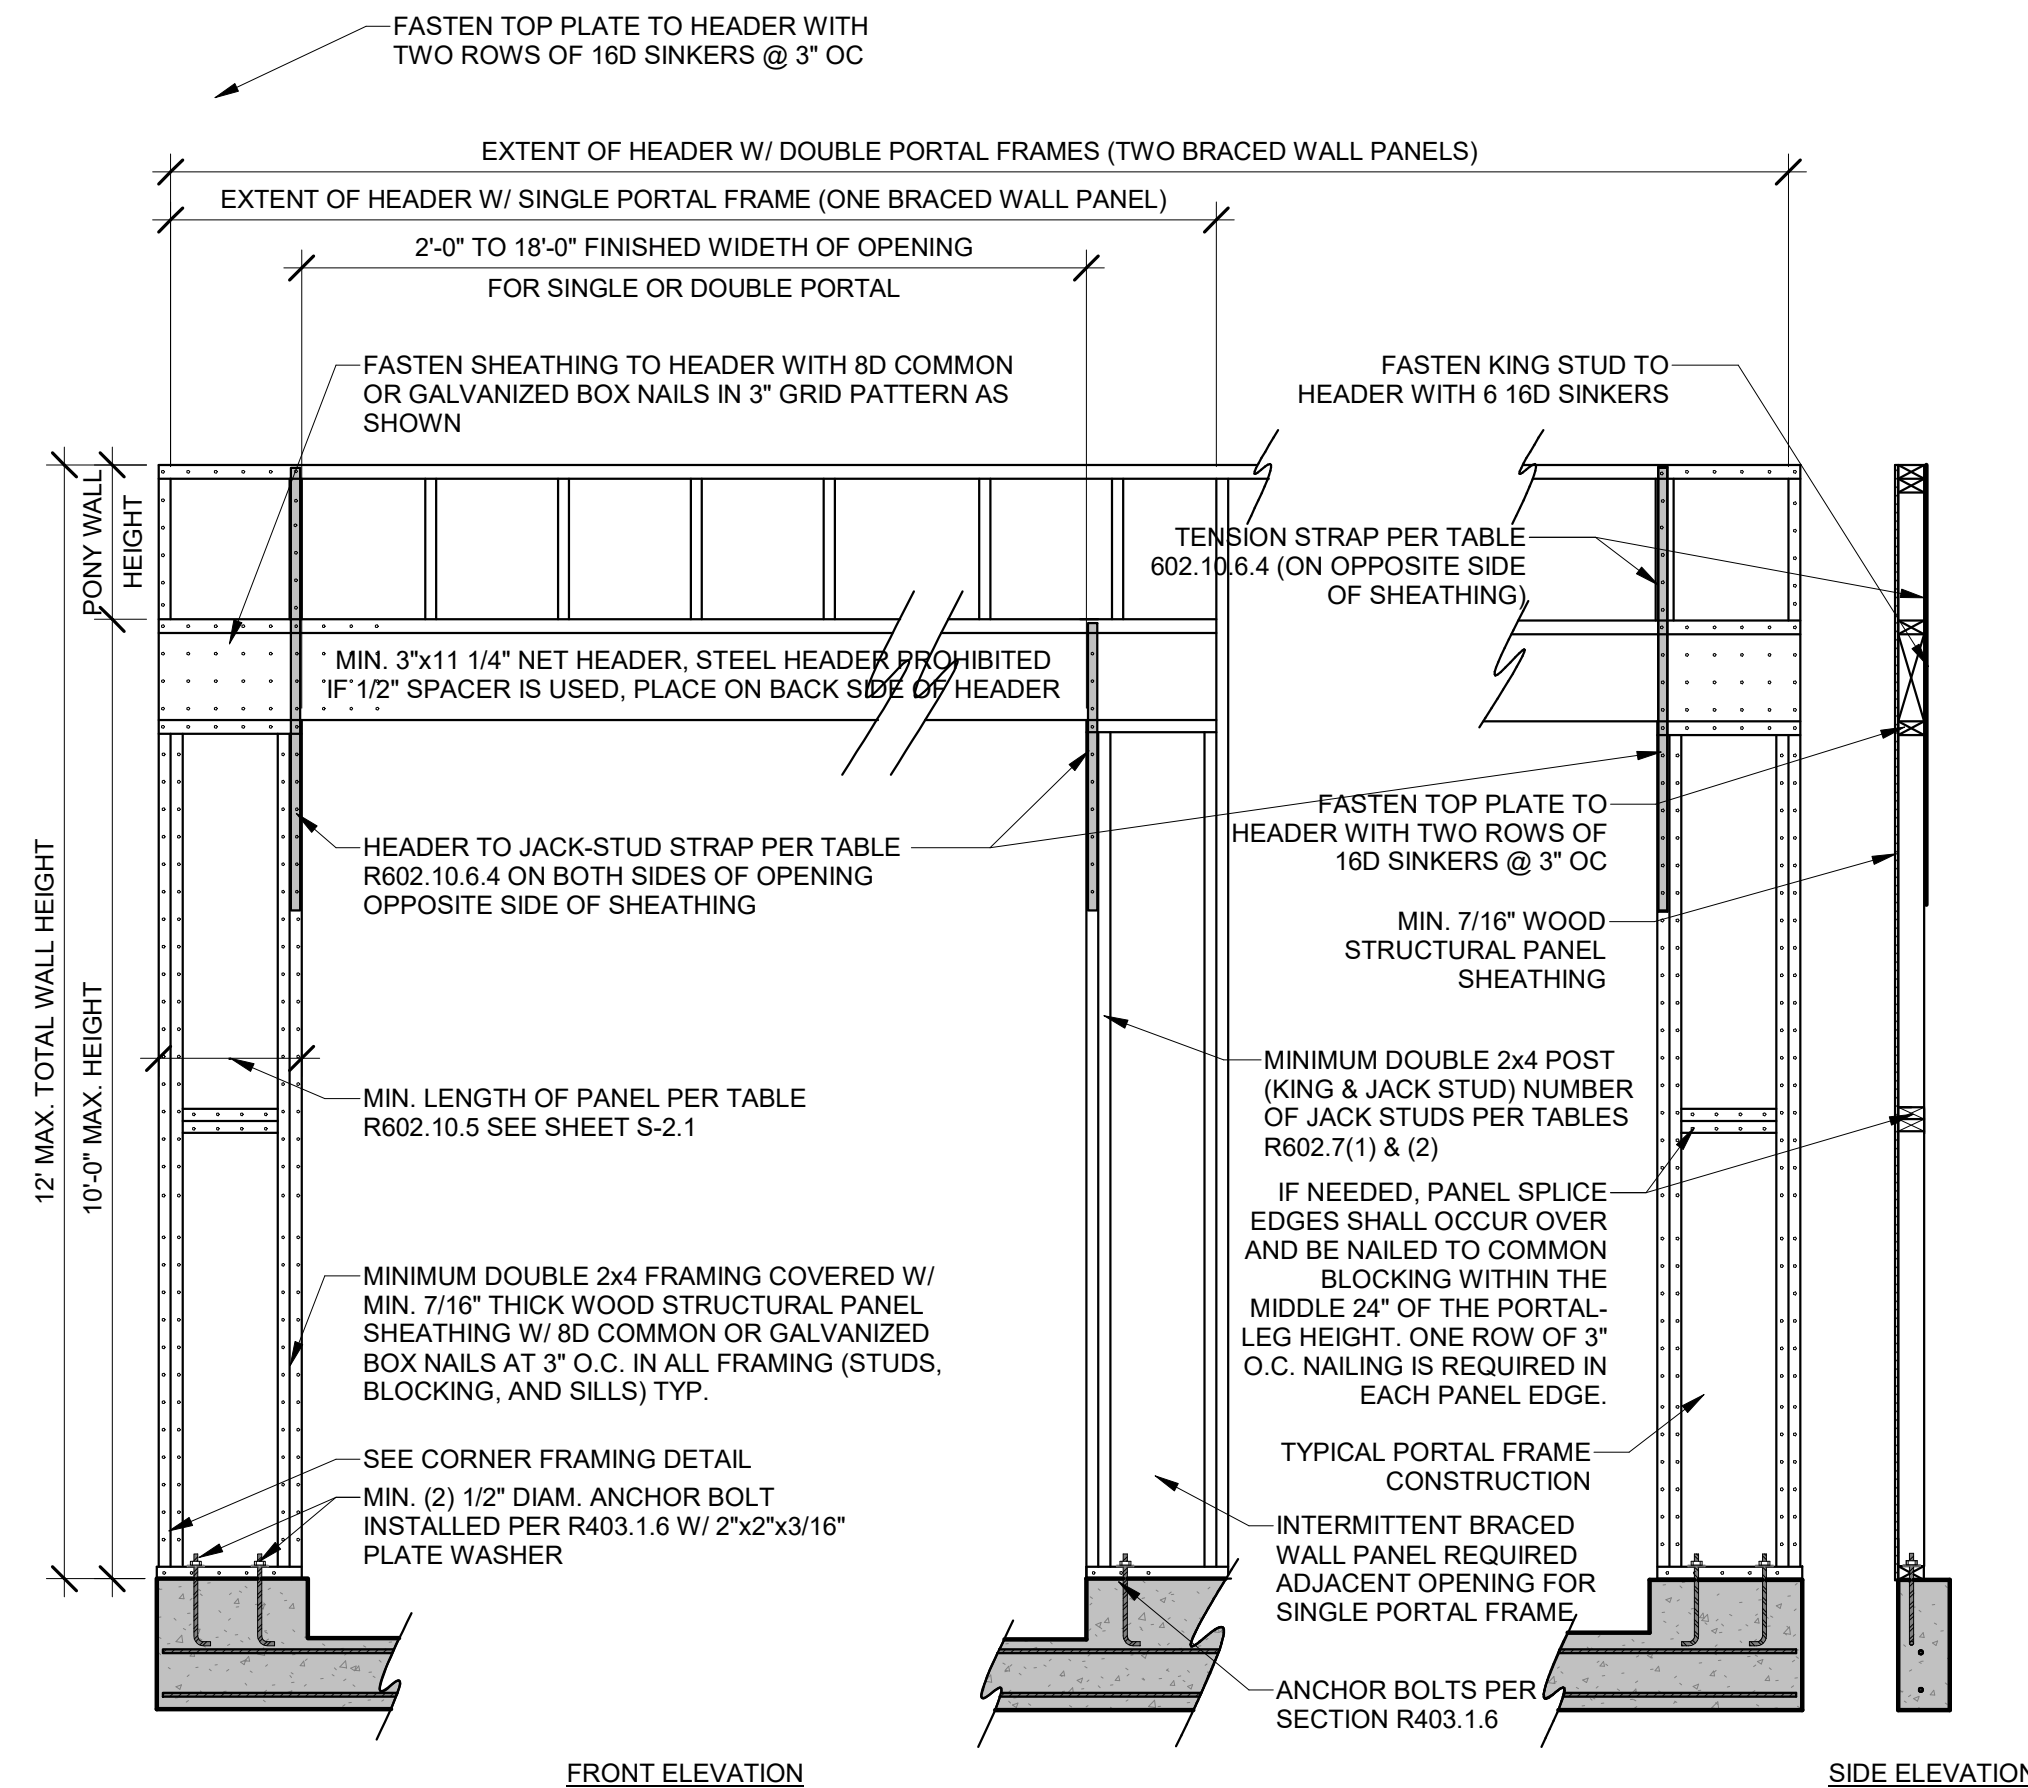 FASTEN TOP PLATE TO HEADER WITH
TWO ROWS OF 16D SINKERS @ 3" OC
EXTENT OF HEADER W/ DOUBLE PORTAL FRAMES (TWO BRACED WALL PANELS)
EXTENT OF HEADER W/ SINGLE PORTAL FRAME (ONE BRACED WALL PANEL)
2'-0" TO 18'-0" FINISHED WIDETH OF OPENING
FOR SINGLE OR DOUBLE PORTAL
FASTEN SHEATHING TO HEADER WITH 8D COMMON
OR GALVANIZED BOX NAILS IN 3" GRID PATTERN AS
SHOWN
FASTEN KING STUD TO
HEADER WITH 6 16D SINKERS
PONY WALL
HEIGHT
TENSION STRAP PER TABLE
602.10.6.4 (ON OPPOSITE SIDE
OF SHEATHING)
MIN. 3"x11 1/4" NET HEADER, STEEL HEADER PROHIBITED
IF 1/2" SPACER IS USED, PLACE ON BACK SIDE OF HEADER
12' MAX. TOTAL WALL HEIGHT
10'-0" MAX. HEIGHT
HEADER TO JACK-STUD STRAP PER TABLE
R602.10.6.4 ON BOTH SIDES OF OPENING
OPPOSITE SIDE OF SHEATHING
FASTEN TOP PLATE TO
HEADER WITH TWO ROWS OF
16D SINKERS @ 3" OC
MIN. 7/16" WOOD
STRUCTURAL PANEL
SHEATHING
MIN. LENGTH OF PANEL PER TABLE
R602.10.5 SEE SHEET S-2.1
MINIMUM DOUBLE 2x4 POST
(KING & JACK STUD) NUMBER
OF JACK STUDS PER TABLES
R602.7(1) & (2)
IF NEEDED, PANEL SPLICE
EDGES SHALL OCCUR OVER
AND BE NAILED TO COMMON
BLOCKING WITHIN THE
MIDDLE 24" OF THE PORTAL-
LEG HEIGHT. ONE ROW OF 3"
O.C. NAILING IS REQUIRED IN
EACH PANEL EDGE.
MINIMUM DOUBLE 2x4 FRAMING COVERED W/
MIN. 7/16" THICK WOOD STRUCTURAL PANEL
SHEATHING W/ 8D COMMON OR GALVANIZED
BOX NAILS AT 3" O.C. IN ALL FRAMING (STUDS,
BLOCKING, AND SILLS) TYP.
SEE CORNER FRAMING DETAIL
MIN. (2) 1/2" DIAM. ANCHOR BOLT
INSTALLED PER R403.1.6 W/ 2"x2"x3/16"
PLATE WASHER
TYPICAL PORTAL FRAME
CONSTRUCTION
INTERMITTENT BRACED
WALL PANEL REQUIRED
ADJACENT OPENING FOR
SINGLE PORTAL FRAME
ANCHOR BOLTS PER
SECTION R403.1.6
FRONT ELEVATION
SIDE ELEVATION